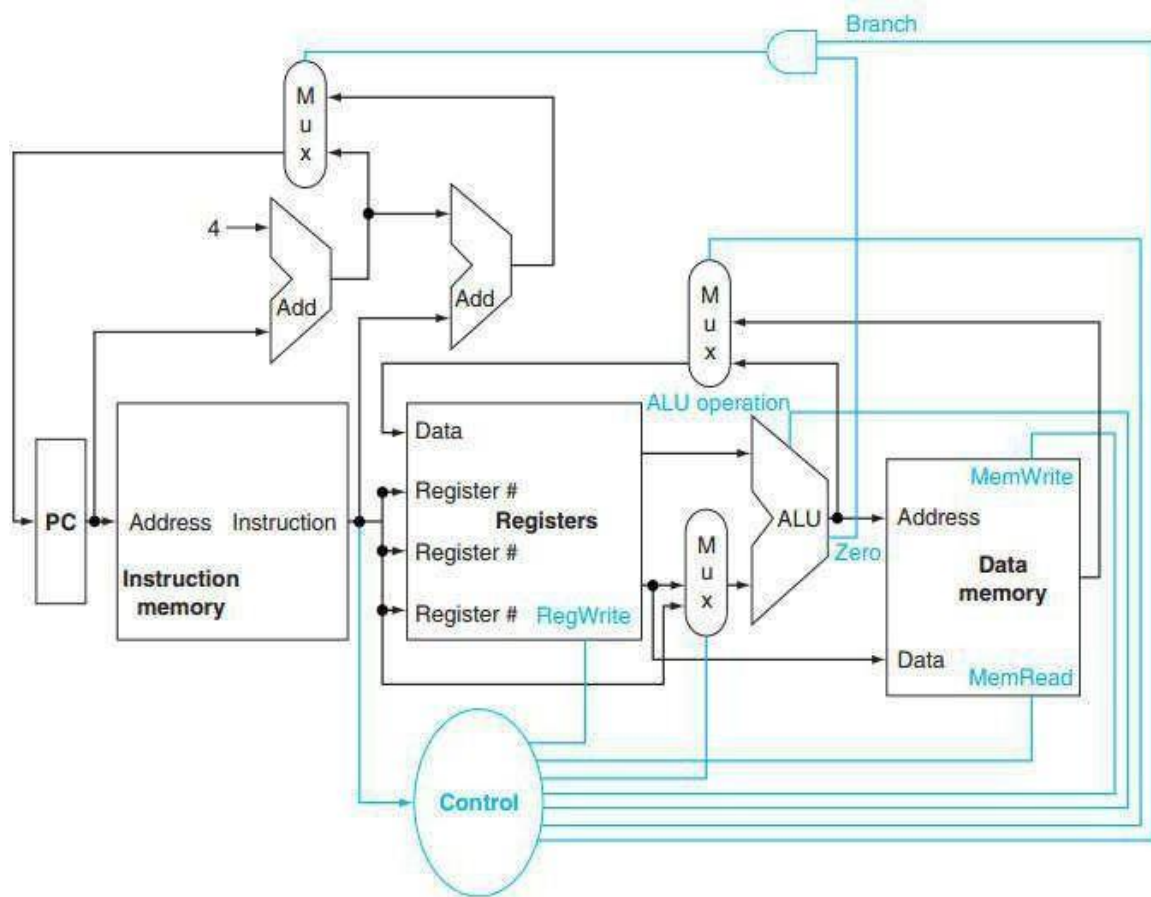 Branch
M
u
x
4
Add
Add
M
u
x
ALU operation
Data
Register #
Registers
Register #
Register #
RegWrite
PC
Address
Instruction
Instruction
memory
M
u
x
ALU
Zero
MemWrite
Address
Data
memory
Data
MemRead
Control